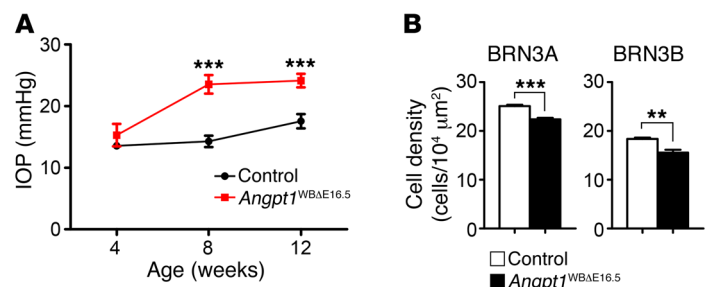 A
IOP (mmHg)
30
20
10
0
***
***
Control
Angpt1WBΔE16.5
4
8
12
Age (weeks)
B
BRN3A
BRN3B
Cell density
(cells/10⁴ μm²)
30
20
10
0
***
30
20
10
0
**
Control
Angpt1WBΔE16.5